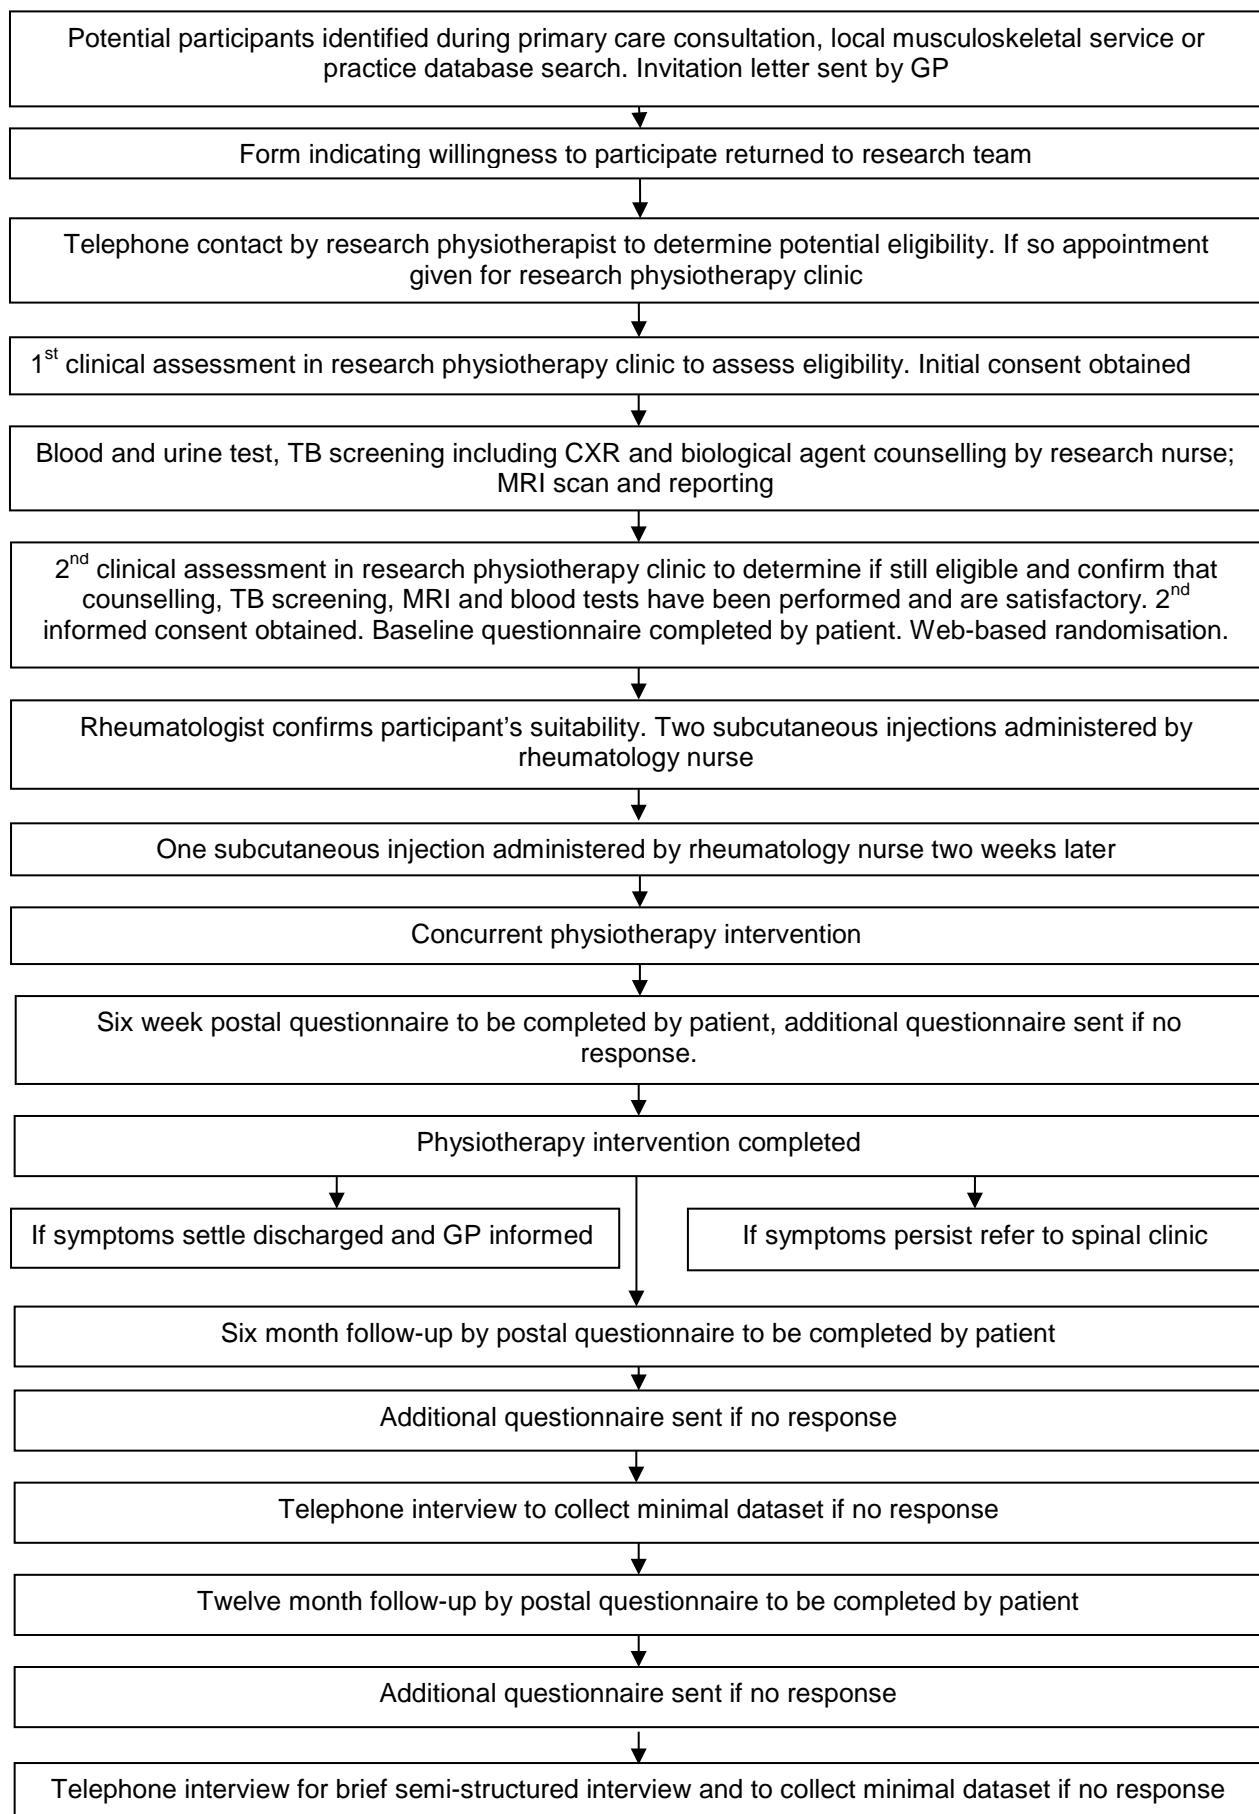 Potential participants identified during primary care consultation, local musculoskeletal service or
practice database search. Invitation letter sent by GP
Form indicating willingness to participate returned to research team
Telephone contact by research physiotherapist to determine potential eligibility. If so appointment
given for research physiotherapy clinic
1st clinical assessment in research physiotherapy clinic to assess eligibility. Initial consent obtained
Blood and urine test, TB screening including CXR and biological agent counselling by research nurse;
MRI scan and reporting
2nd clinical assessment in research physiotherapy clinic to determine if still eligible and confirm that
counselling, TB screening, MRI and blood tests have been performed and are satisfactory. 2nd
informed consent obtained. Baseline questionnaire completed by patient. Web-based randomisation.
Rheumatologist confirms participant's suitability. Two subcutaneous injections administered by
rheumatology nurse
One subcutaneous injection administered by rheumatology nurse two weeks later
Concurrent physiotherapy intervention
Six week postal questionnaire to be completed by patient, additional questionnaire sent if no
response.
Physiotherapy intervention completed
If symptoms settle discharged and GP informed
If symptoms persist refer to spinal clinic
Six month follow-up by postal questionnaire to be completed by patient
Additional questionnaire sent if no response
Telephone interview to collect minimal dataset if no response
Twelve month follow-up by postal questionnaire to be completed by patient
Additional questionnaire sent if no response
Telephone interview for brief semi-structured interview and to collect minimal dataset if no response